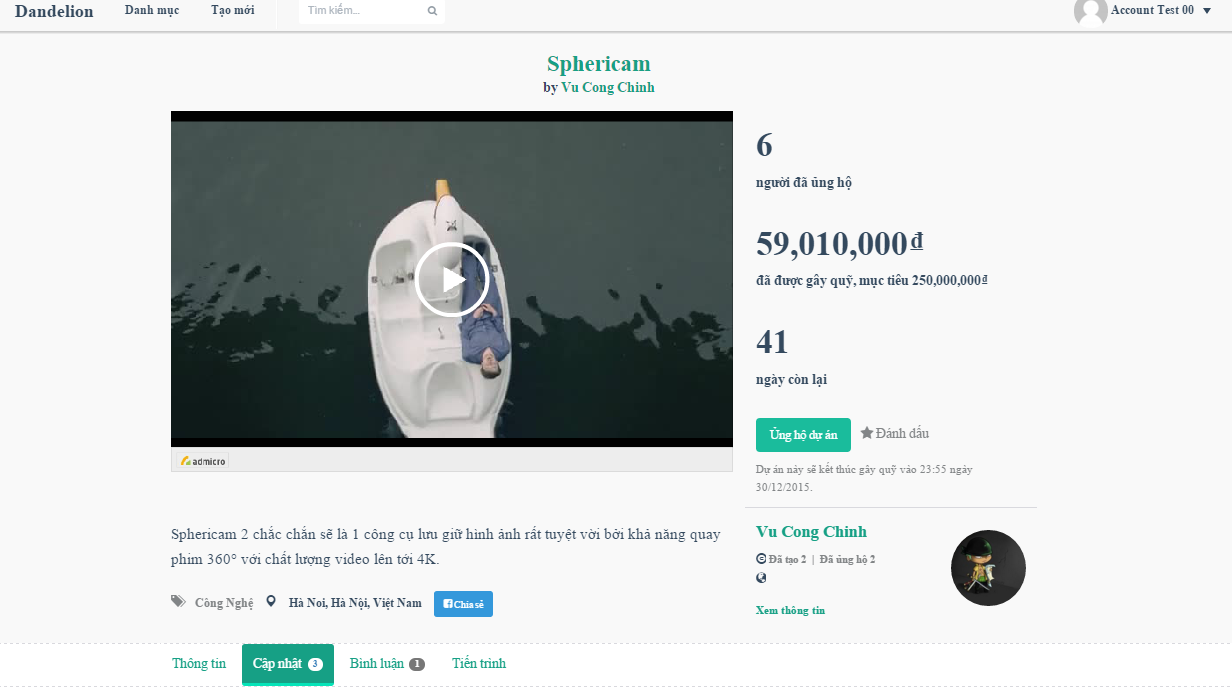 Dandelion Danh mục Tạo mới Tìm kiếm... Account Test 00
Sphericam
by Vu Cong Chinh
6
người đã ủng hộ
59,010,000₫
đã được gây quỹ, mục tiêu 250,000,000₫
41
ngày còn lại
Ủng hộ dự án Đánh dấu
Dự án này sẽ kết thúc gây quỹ vào 23:55 ngày
30/12/2015.
admicro
Sphericam 2 chắc chắn sẽ là 1 công cụ lưu giữ hình ảnh rất tuyệt vời bởi khả năng quay
phim 360° với chất lượng video lên tới 4K.
Công Nghệ Hà Noi, Hà Nội, Việt Nam Chia sẻ
Vu Cong Chinh
Đã tạo 2 | Đã ủng hộ 2
Xem thông tin
Thông tin Cập nhật 3 Bình luận 1 Tiến trình